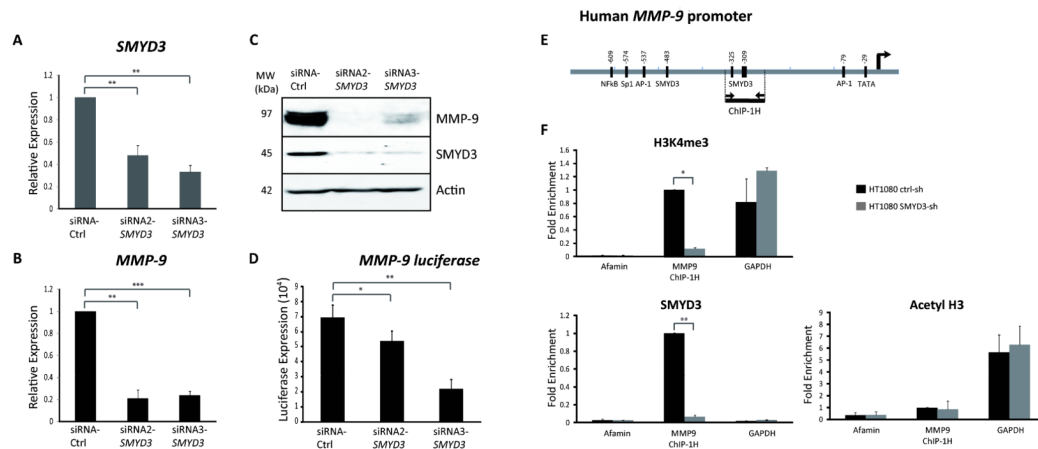 A
SMYD3
Relative Expression
1.2
1
0.8
0.6
0.4
0.2
0
**
**
siRNA-
Ctrl
siRNA2-
SMYD3
siRNA3-
SMYD3
B
MMP-9
Relative Expression
1.2
1
0.8
0.6
0.4
0.2
0
***
**
siRNA-
Ctrl
siRNA2-
SMYD3
siRNA3-
SMYD3
C
MW
(kDa)
siRNA-
Ctrl
siRNA2-
SMYD3
siRNA3-
SMYD3
97
MMP-9
45
SMYD3
42
Actin
D
MMP-9 luciferase
Luciferase Expression (10⁴)
9
8
7
6
5
4
3
2
1
0
**
*
siRNA-
Ctrl
siRNA2-
SMYD3
siRNA3-
SMYD3
Human MMP-9 promoter
E
-609 -574 -537 -483 -325 -309 -79 -29
NFkB Sp1 AP-1 SMYD3 SMYD3 AP-1 TATA
ChIP-1H
F
H3K4me3
Fold Enrichment
1.6
1.4
1.2
1
0.8
0.6
0.4
0.2
0
*
Afamin
MMP9
ChIP-1H
GAPDH
HT1080 ctrl-sh
HT1080 SMYD3-sh
SMYD3
Fold Enrichment
1.2
1
0.8
0.6
0.4
0.2
0
**
Afamin
MMP9
ChIP-1H
GAPDH
Acetyl H3
Fold Enrichment
9
8
7
6
5
4
3
2
1
0
Afamin
MMP9
ChIP-1H
GAPDH